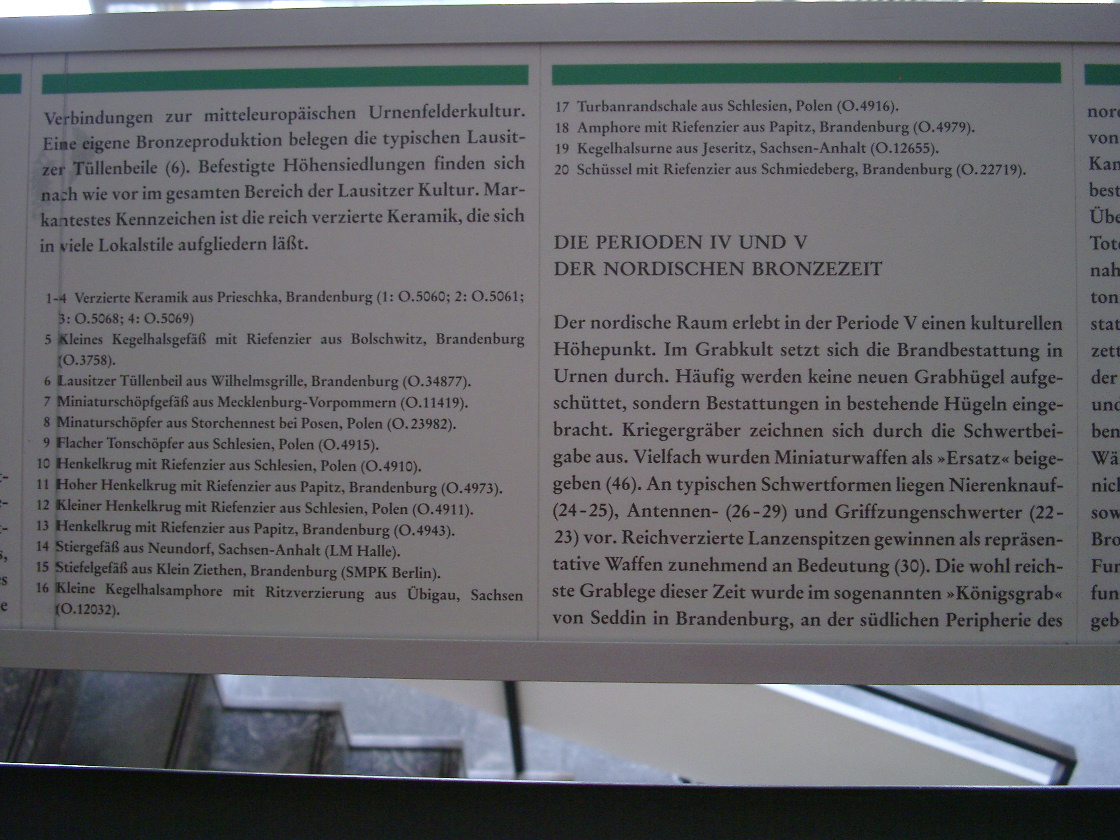 Verbindungen zur mitteleuropäischen Urnenfelderkultur.
Eine eigene Bronzeproduktion belegen die typischen Lausit-
zer Tüllenbeile (6). Befestigte Höhensiedlungen finden sich
nach wie vor im gesamten Bereich der Lausitzer Kultur. Mar-
kantestes Kennzeichen ist die reich verzierte Keramik, die sich
in viele Lokalstile aufgliedern läßt.
1-4 Verzierte Keramik aus Prieschka, Brandenburg (1: O.5060; 2: O.5061;
3: O.5068; 4: O.5069)
5 Kleines Kegelhalsgefäß mit Riefenzier aus Bolschwitz, Brandenburg
(O.3758).
6 Lausitzer Tüllenbeil aus Wilhelmsgrille, Brandenburg (O.34877).
7 Miniaturschöpfgefäß aus Mecklenburg-Vorpommern (O.11419).
8 Minaturschöpfer aus Storchennest bei Posen, Polen (O.23982).
9 Flacher Tonschöpfer aus Schlesien, Polen (O.4915).
10 Henkelkrug mit Riefenzier aus Schlesien, Polen (O.4910).
11 Hoher Henkelkrug mit Riefenzier aus Papitz, Brandenburg (O.4973).
12 Kleiner Henkelkrug mit Riefenzier aus Schlesien, Polen (O.4911).
13 Henkelkrug mit Riefenzier aus Papitz, Brandenburg (O.4943).
14 Stiergefäß aus Neundorf, Sachsen-Anhalt (LM Halle).
15 Stiefelgefäß aus Klein Ziethen, Brandenburg (SMPK Berlin).
16 Kleine Kegelhalsamphore mit Ritzverzierung aus Übigau, Sachsen
(O.12032).
17 Turbanrandschale aus Schlesien, Polen (O.4916).
18 Amphore mit Riefenzier aus Papitz, Brandenburg (O.4979).
19 Kegelhalsurne aus Jeseritz, Sachsen-Anhalt (O.12655).
20 Schüssel mit Riefenzier aus Schmiedeberg, Brandenburg (O.22719).
DIE PERIODEN IV UND V
DER NORDISCHEN BRONZEZEIT
Der nordische Raum erlebt in der Periode V einen kulturellen
Höhepunkt. Im Grabkult setzt sich die Brandbestattung in
Urnen durch. Häufig werden keine neuen Grabhügel aufge-
schüttet, sondern Bestattungen in bestehende Hügeln einge-
bracht. Kriegergräber zeichnen sich durch die Schwertbei-
gabe aus. Vielfach wurden Miniaturwaffen als »Ersatz« beige-
geben (46). An typischen Schwertformen liegen Nierenknauf-
(24-25), Antennen- (26-29) und Griffzungenschwerter (22-
23) vor. Reichverzierte Lanzenspitzen gewinnen als repräsen-
tative Waffen zunehmend an Bedeutung (30). Die wohl reich-
ste Grablege dieser Zeit wurde im sogenannten »Königsgrab«
von Seddin in Brandenburg, an der südlichen Peripherie des